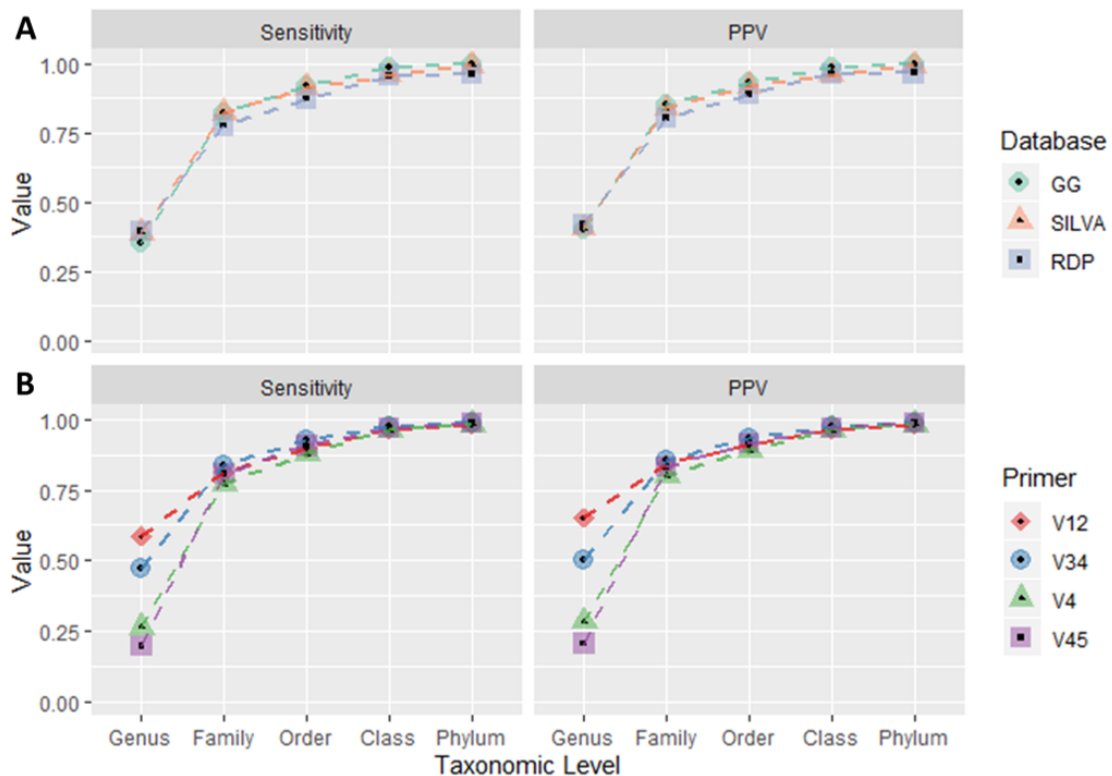 A
Sensitivity
PPV
1.00
0.75
0.50
0.25
0.00
Value
Database
GG
SILVA
RDP
B
Sensitivity
PPV
1.00
0.75
0.50
0.25
0.00
Value
Primer
V12
V34
V4
V45
Genus Family Order Class Phylum
Genus Family Order Class Phylum
Taxonomic Level